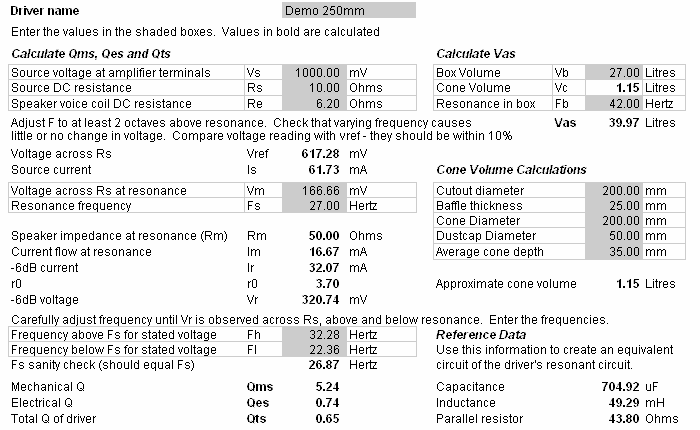 Driver name Demo 250mm
Enter the values in the shaded boxes. Values in bold are calculated
Calculate Qms, Qes and Qts Calculate Vas
Source voltage at amplifier terminals Vs 1000.00 mV Box Volume Vb 27.00 Litres
Source DC resistance Rs 10.00 Ohms Cone Volume Vc 1.15 Litres
Speaker voice coil DC resistance Re 6.20 Ohms Resonance in box Fb 42.00 Hertz
Adjust F to at least 2 octaves above resonance. Check that varying frequency causes Vas 39.97 Litres
little or no change in voltage. Compare voltage reading with vref - they should be within 10%
Voltage across Rs Vref 617.28 mV
Source current Is 61.73 mA Cone Volume Calculations
Voltage across Rs at resonance Vm 166.66 mV Cutout diameter 200.00 mm
Resonance frequency Fs 27.00 Hertz Baffle thickness 25.00 mm
Cone Diameter 200.00 mm
Speaker impedance at resonance (Rm) Rm 50.00 Ohms Dustcap Diameter 50.00 mm
Current flow at resonance Im 16.67 mA Average cone depth 35.00 mm
-6dB current Ir 32.07 mA
r0 r0 3.70 Approximate cone volume 1.15 Litres
-6dB voltage Vr 320.74 mV
Carefully adjust frequency until Vr is observed across Rs, above and below resonance. Enter the frequencies.
Frequency above Fs for stated voltage Fh 32.28 Hertz Reference Data
Frequency below Fs for stated voltage Fl 22.36 Hertz Use this information to create an equivalent
Fs sanity check (should equal Fs) 26.87 Hertz circuit of the driver's resonant circuit.
Mechanical Q Qms 5.24 Capacitance 704.92 uF
Electrical Q Qes 0.74 Inductance 49.29 mH
Total Q of driver Qts 0.65 Parallel resistor 43.80 Ohms